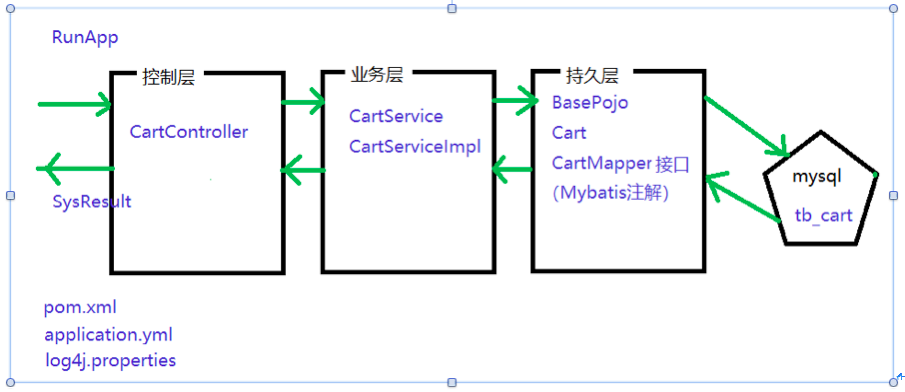 RunApp
控制层
CartController
SysResult
业务层
CartService
CartServiceImpl
持久层
BasePojo
Cart
CartMapper 接口
（Mybatis注解）
mysql
tb_cart
pom.xml
application.yml
log4j.properties